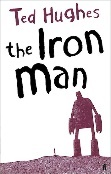 Ted Hughes
the Iron
man